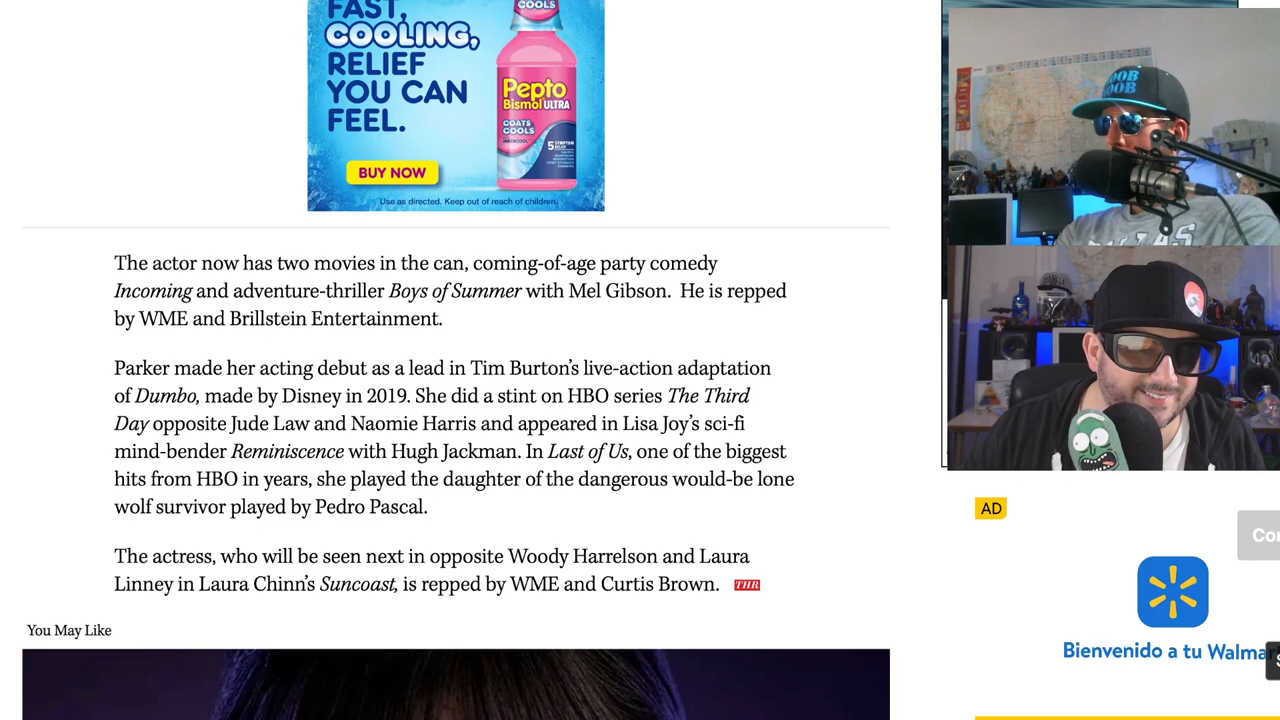 FAST,
COOLING,
RELIEF
YOU CAN
FEEL.
BUY NOW
COOLS
Pepto
Bismol ULTRA
COATS
COOLS
5 SYMPTOM
Use as directed. Keep out of reach of children.
The actor now has two movies in the can, coming-of-age party comedy
Incoming and adventure-thriller Boys of Summer with Mel Gibson. He is repped
by WME and Brillstein Entertainment.
Parker made her acting debut as a lead in Tim Burton’s live-action adaptation
of Dumbo, made by Disney in 2019. She did a stint on HBO series The Third
Day opposite Jude Law and Naomie Harris and appeared in Lisa Joy’s sci-fi
mind-bender Reminiscence with Hugh Jackman. In Last of Us, one of the biggest
hits from HBO in years, she played the daughter of the dangerous would-be lone
wolf survivor played by Pedro Pascal.
The actress, who will be seen next in opposite Woody Harrelson and Laura
Linney in Laura Chinn’s Suncoast, is repped by WME and Curtis Brown. THR
You May Like
AD
Bienvenido a tu Walmar